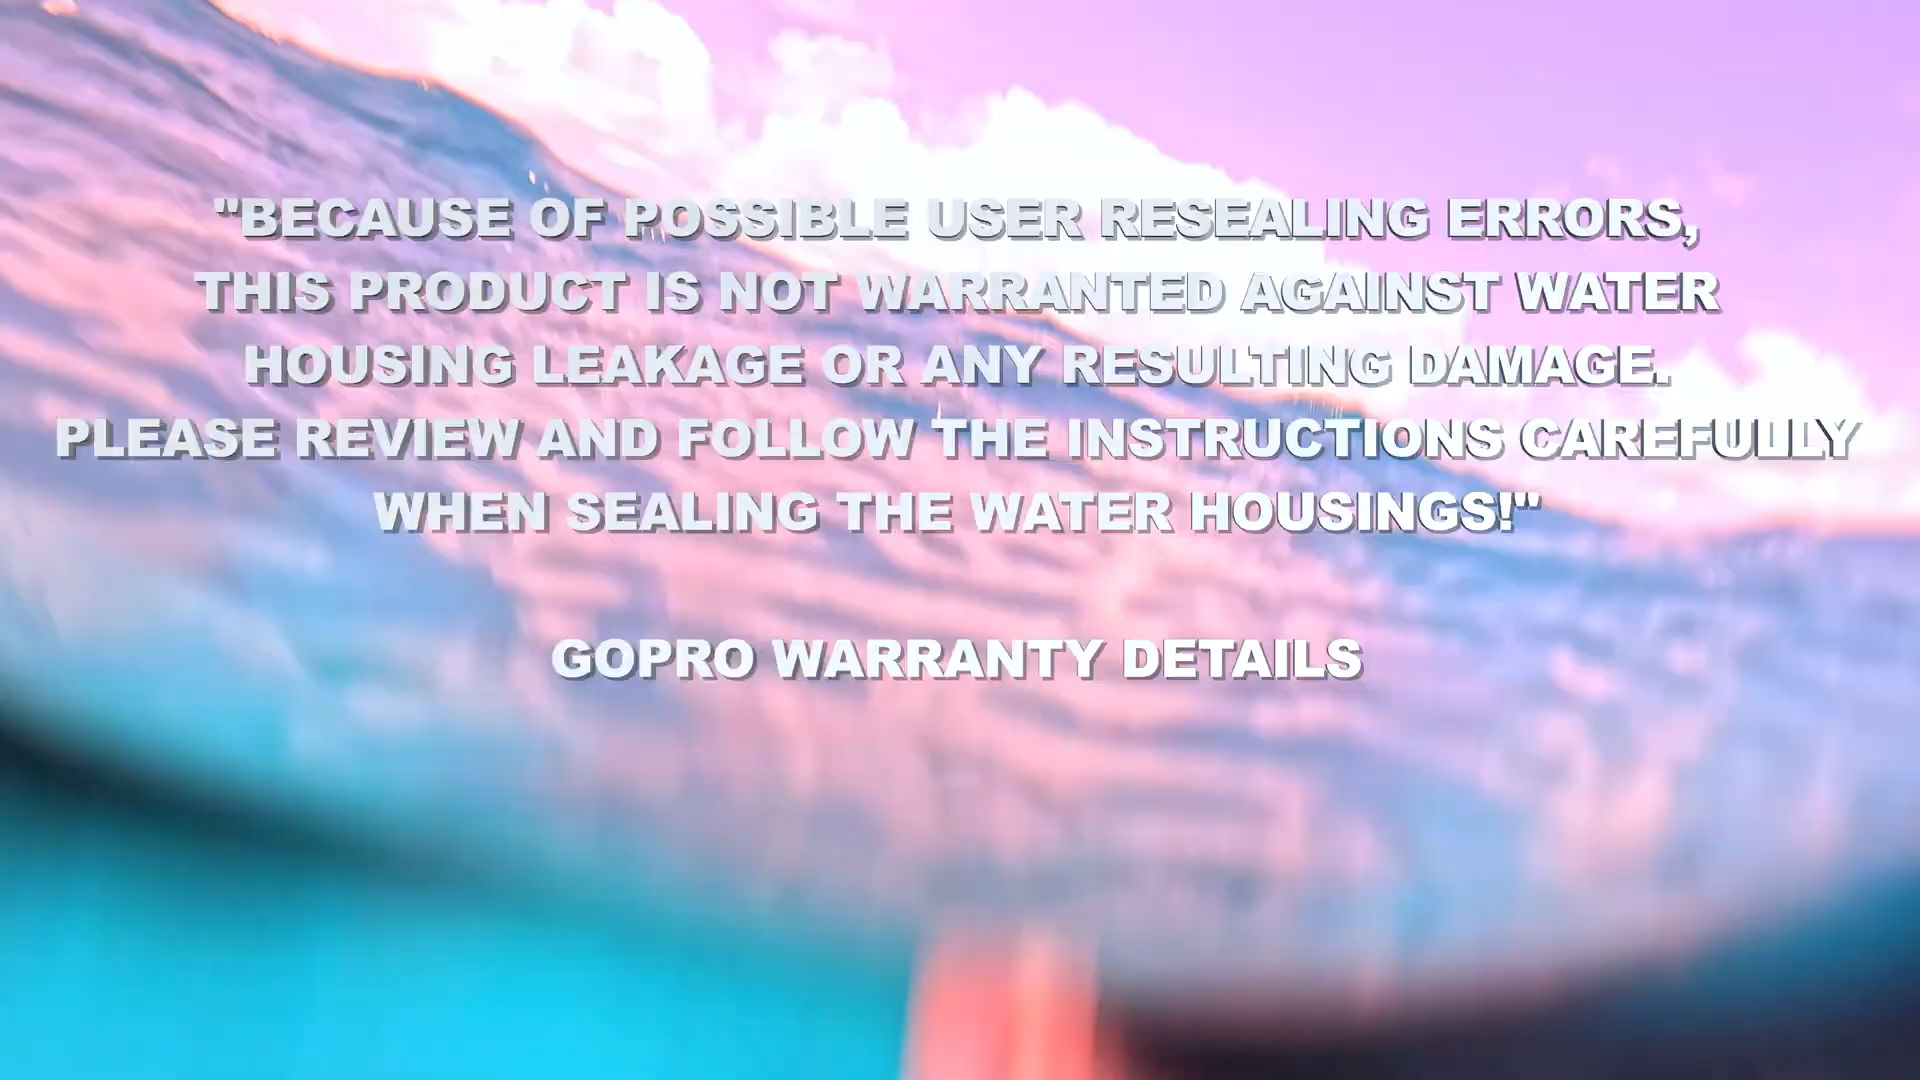 "BECAUSE OF POSSIBLE USER RESEALING ERRORS,
THIS PRODUCT IS NOT WARRANTED AGAINST WATER
HOUSING LEAKAGE OR ANY RESULTING DAMAGE.
PLEASE REVIEW AND FOLLOW THE INSTRUCTIONS CAREFULLY
WHEN SEALING THE WATER HOUSINGS!"
GOPRO WARRANTY DETAILS